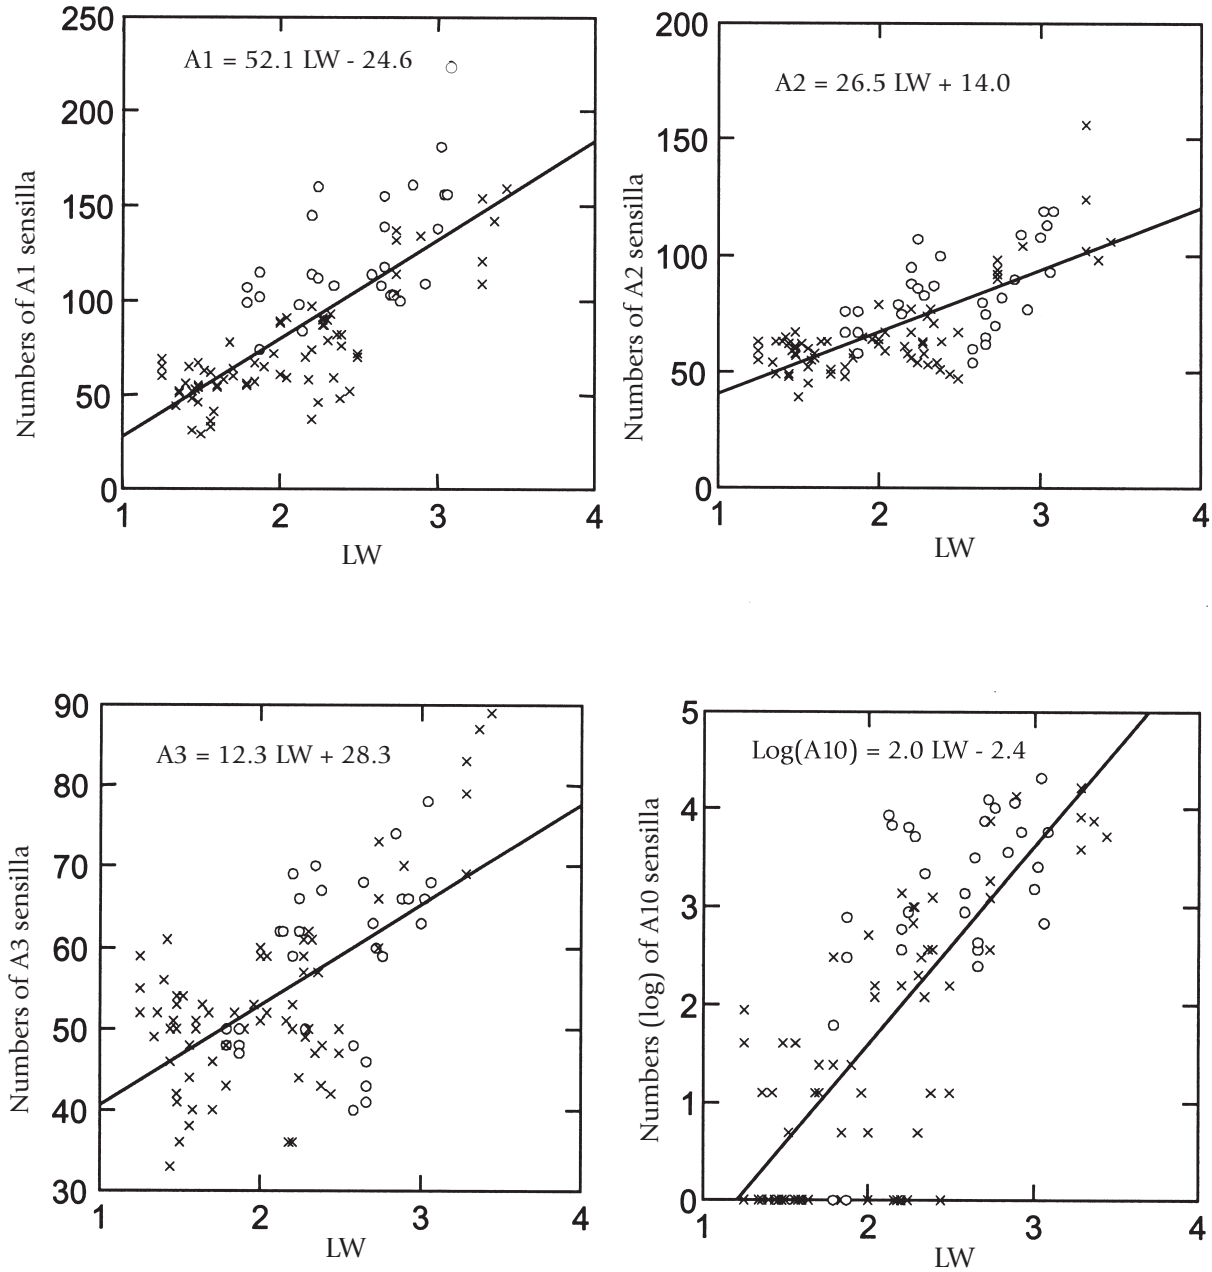 A1 = 52.1 LW - 24.6
Numbers of A1 sensilla
250
200
150
100
50
0
1 2 3 4
LW
A2 = 26.5 LW + 14.0
Numbers of A2 sensilla
200
150
100
50
0
1 2 3 4
LW
A3 = 12.3 LW + 28.3
Numbers of A3 sensilla
90
80
70
60
50
40
30
1 2 3 4
LW
Log(A10) = 2.0 LW - 2.4
Numbers (log) of A10 sensilla
5
4
3
2
1
0
1 2 3 4
LW